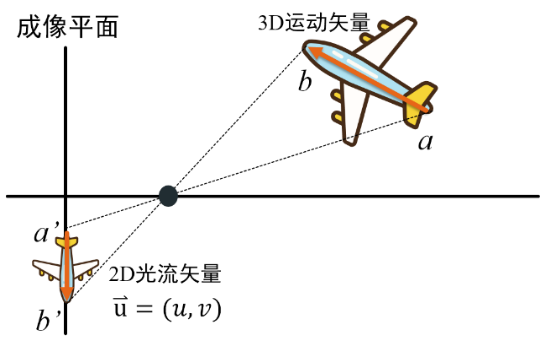 成像平面
3D运动矢量
b
a
a’
2D光流矢量
u⃗ = (u, v)
b’